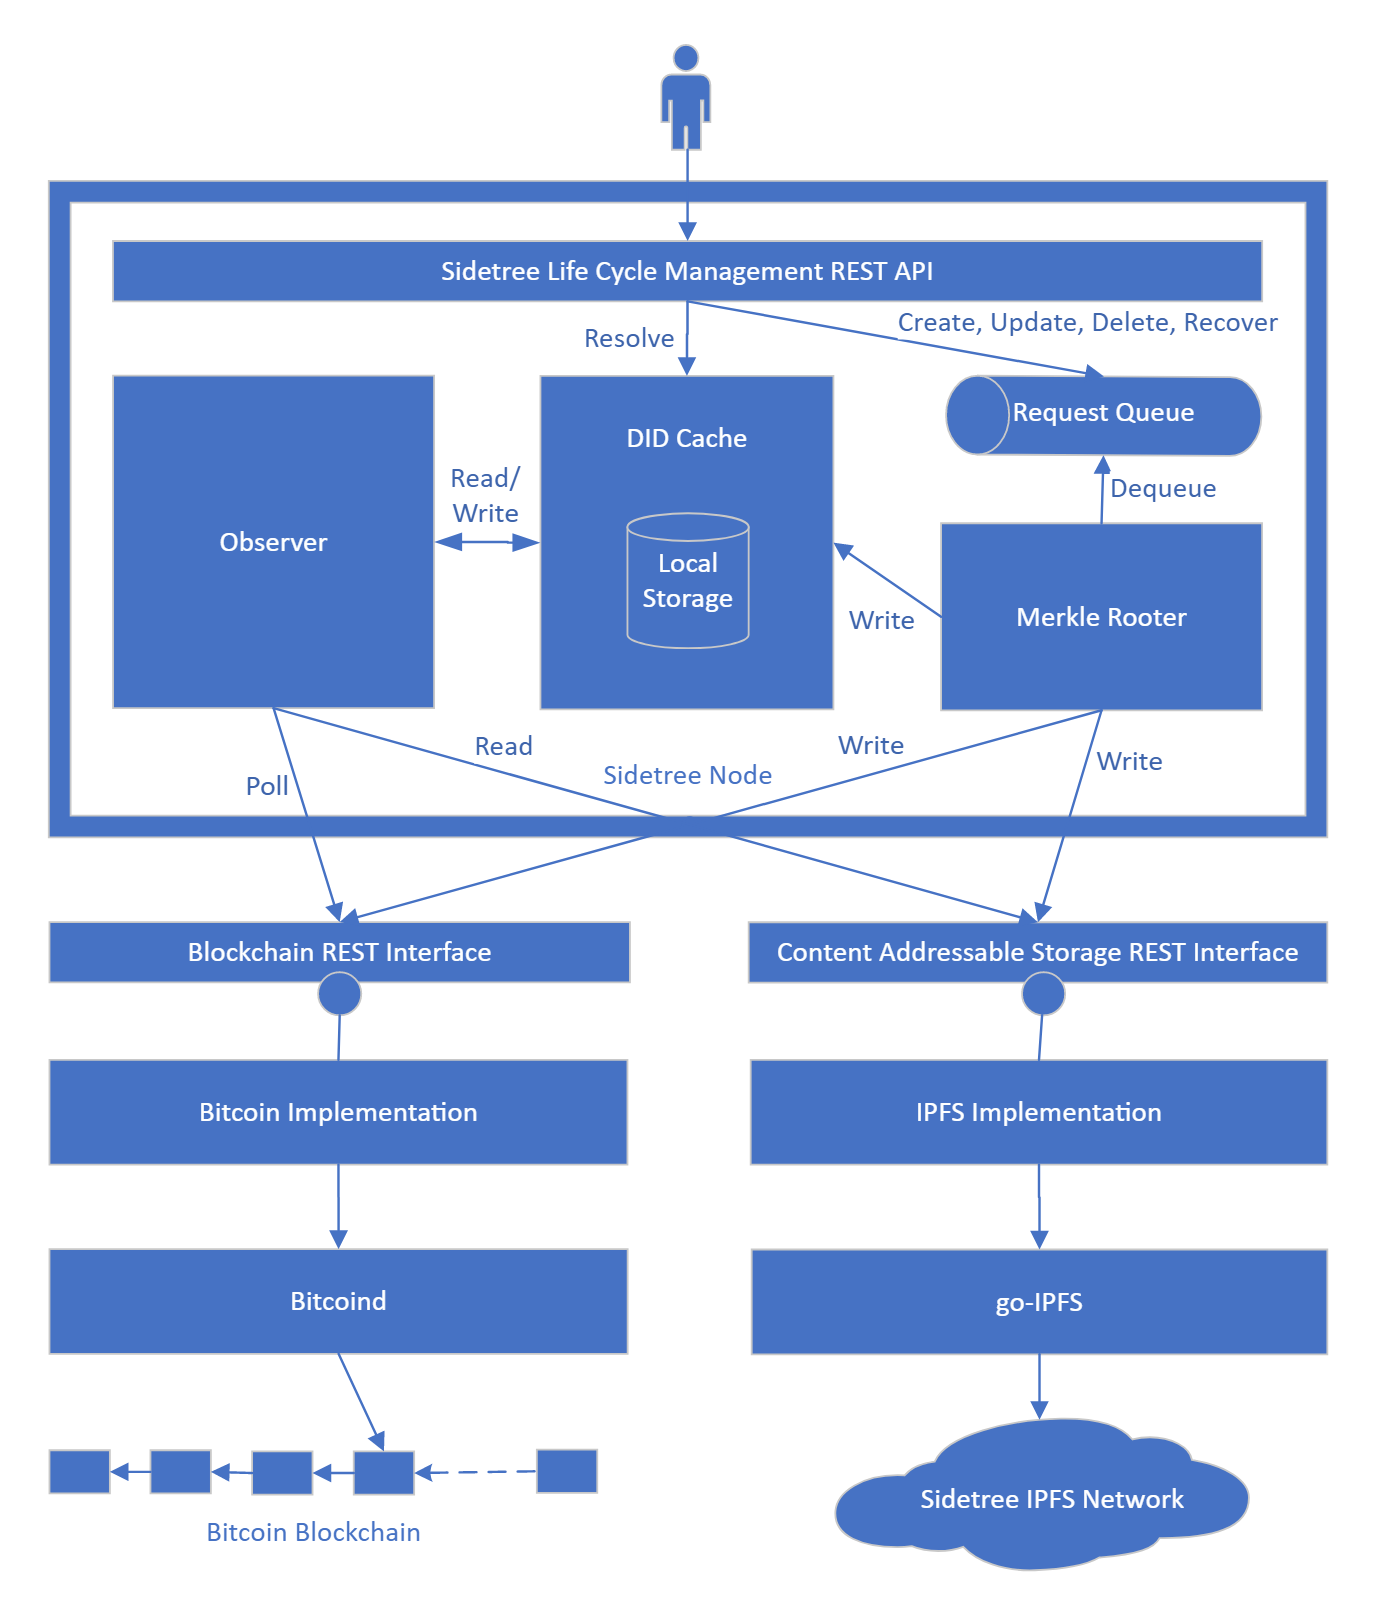 Sidetree Life Cycle Management REST API
Resolve
Create, Update, Delete, Recover
Observer
Read/
Write
DID Cache
Local
Storage
Request Queue
Dequeue
Write
Merkle Rooter
Poll
Read
Sidetree Node
Write
Write
Blockchain REST Interface
Content Addressable Storage REST Interface
Bitcoin Implementation
IPFS Implementation
Bitcoind
go-IPFS
Bitcoin Blockchain
Sidetree IPFS Network